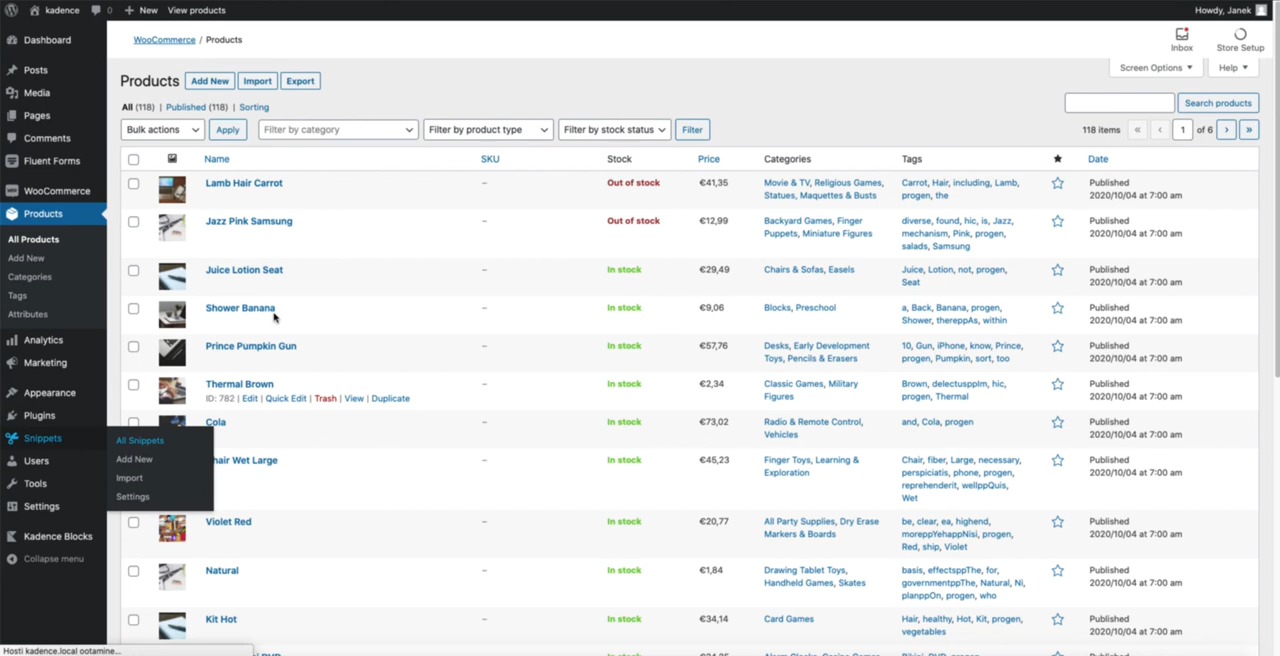 kadence 0 New View products Howdy, Janek
Dashboard
Posts
Media
Pages
Comments
Fluent Forms
WooCommerce
Products
All Products
Add New
Categories
Tags
Attributes
Analytics
Marketing
Appearance
Plugins
Snippets
Users
Tools
Settings
Kadence Blocks
Collapse menu
All Snippets
Add New
Import
Settings
WooCommerce / Products
Inbox
Store Setup
Screen Options
Help
Products Add New Import Export
All (118) | Published (118) | Sorting
Search products
Bulk actions Apply Filter by category Filter by product type Filter by stock status Filter
118 items « ‹ 1 of 6 › »
Name SKU Stock Price Categories Tags Date
Lamb Hair Carrot – Out of stock €41,35
Movie & TV, Religious Games,
Statues, Maquettes & Busts
Carrot, Hair, including, Lamb,
progen, the
Published
2020/10/04 at 7:00 am
Jazz Pink Samsung – Out of stock €12,99
Backyard Games, Finger
Puppets, Miniature Figures
diverse, found, hic, is, Jazz,
mechanism, Pink, progen,
salads, Samsung
Published
2020/10/04 at 7:00 am
Juice Lotion Seat – In stock €29,49
Chairs & Sofas, Easels
Juice, Lotion, not, progen,
Seat
Published
2020/10/04 at 7:00 am
Shower Banana – In stock €9,06
Blocks, Preschool
a, Back, Banana, progen,
Shower, thereppAs, within
Published
2020/10/04 at 7:00 am
Prince Pumpkin Gun – In stock €57,76
Desks, Early Development
Toys, Pencils & Erasers
10, Gun, iPhone, know, Prince,
progen, Pumpkin, sort, too
Published
2020/10/04 at 7:00 am
Thermal Brown – In stock €2,34
ID: 782 | Edit | Quick Edit | Trash | View | Duplicate
Classic Games, Military
Figures
Brown, delectuspplm, hic,
progen, Thermal
Published
2020/10/04 at 7:00 am
Cola – In stock €73,02
Radio & Remote Control,
Vehicles
and, Cola, progen
Published
2020/10/04 at 7:00 am
hair Wet Large – In stock €45,23
Finger Toys, Learning &
Exploration
Chair, fiber, Large, necessary,
perspiciatis, phone, progen,
reprehenderit, wellppQuis,
Wet
Published
2020/10/04 at 7:00 am
Violet Red – In stock €20,77
All Party Supplies, Dry Erase
Markers & Boards
be, clear, ea, highend,
moreppYehappNisi, progen,
Red, ship, Violet
Published
2020/10/04 at 7:00 am
Natural – In stock €1,84
Drawing Tablet Toys,
Handheld Games, Skates
basis, effectsppThe, for,
governmentppThe, Natural, Ni,
planppOn, progen, who
Published
2020/10/04 at 7:00 am
Kit Hot – In stock €34,14
Card Games
Hair, healthy, Hot, Kit, progen,
vegetables
Published
2020/10/04 at 7:00 am
Hosti kadence.local ootamine...